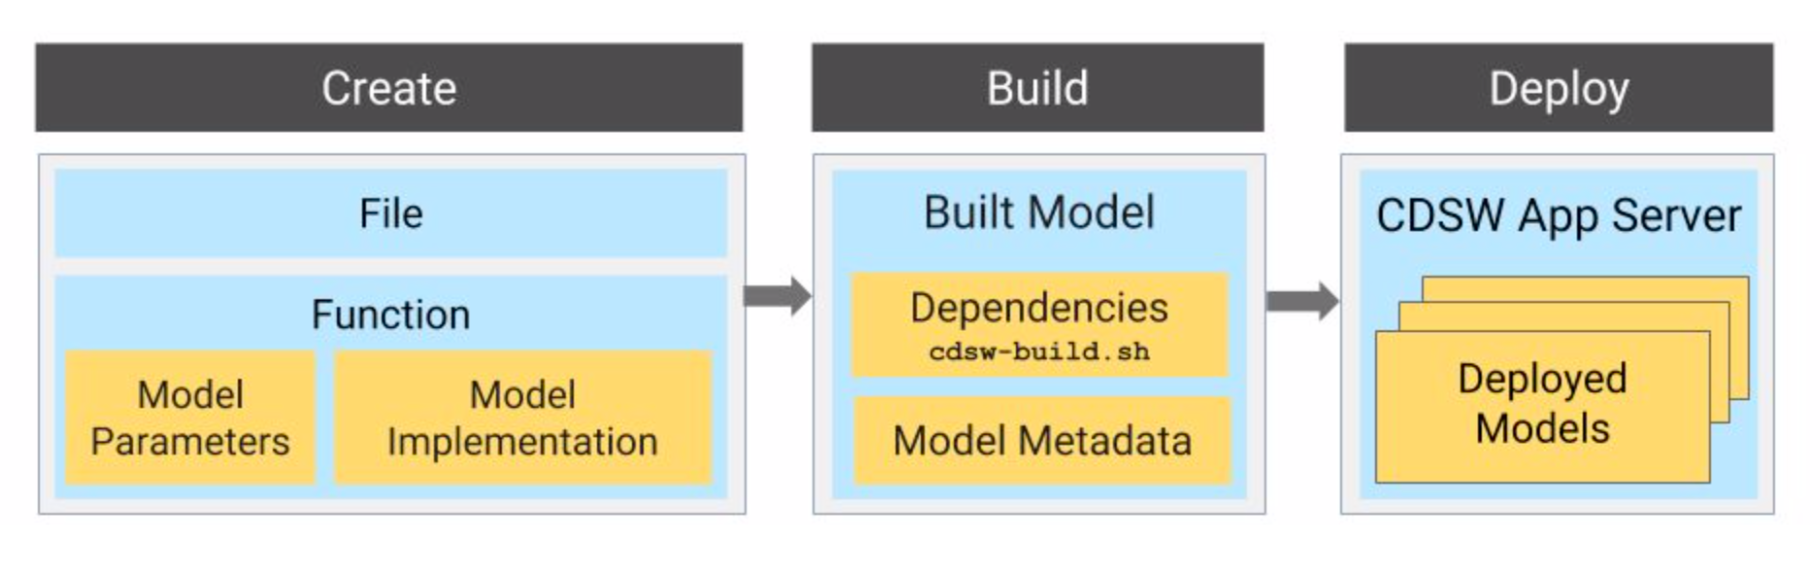 Create
File
Function
Model
Parameters
Model
Implementation
Build
Built Model
Dependencies
cdsw-build.sh
Model Metadata
Deploy
CDSW App Server
Deployed
Models